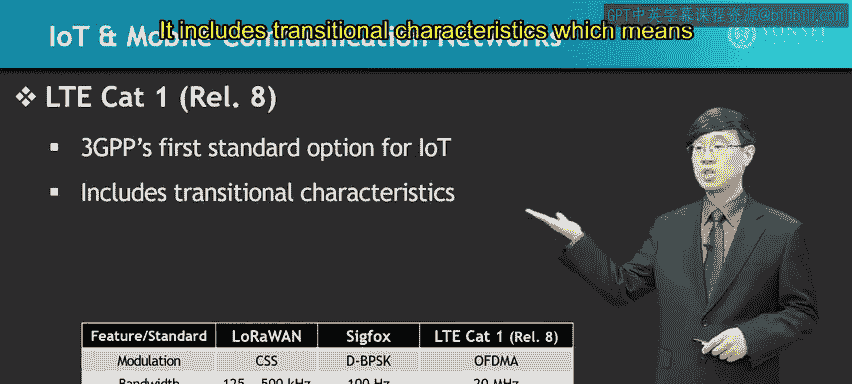 GPT中英字幕课程资源@bilibili.com
It includes transitional characteristics which means
IoT & Mobile Communication Networks
YONSEI
❖ LTE Cat 1 (Rel. 8)
▪ 3GPP's first standard option for IoT
▪ Includes transitional characteristics
Feature/Standard LoRaWAN Sigfox LTE Cat 1 (Rel. 8)
Modulation CSS D-BPSK OFDMA
Bandwidth 125 – 500 kHz 100 Hz 20 MHz